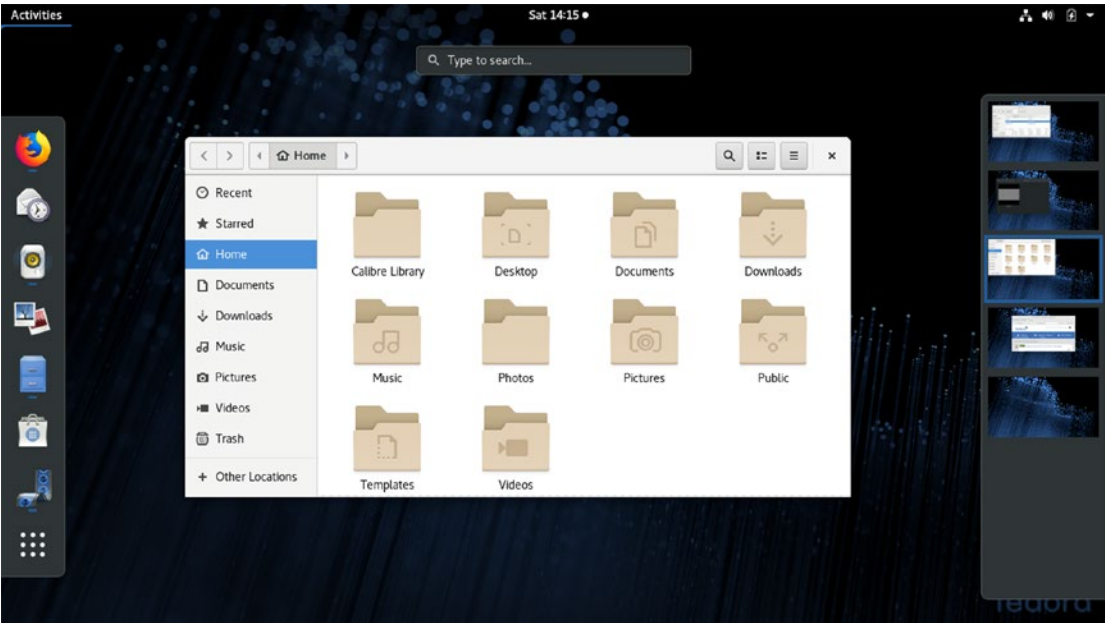 Activities
Sat 14:15
Type to search...
Home
Recent
Starred
Home
Documents
Downloads
Music
Pictures
Videos
Trash
+ Other Locations
Calibre Library
Desktop
Documents
Downloads
Music
Photos
Pictures
Public
Templates
Videos
fedora